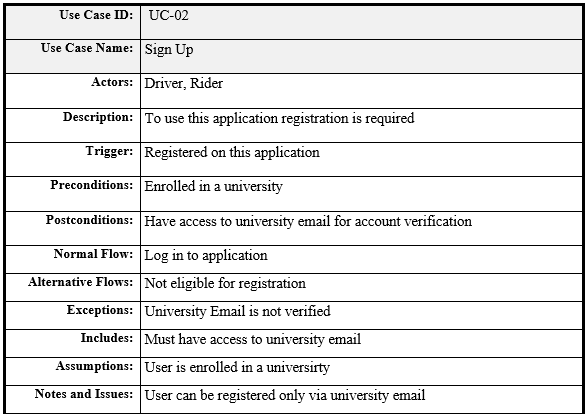 Use Case ID: UC-02
Use Case Name: Sign Up
Actors: Driver, Rider
Description: To use this application registration is required
Trigger: Registered on this application
Preconditions: Enrolled in a university
Postconditions: Have access to university email for account verification
Normal Flow: Log in to application
Alternative Flows: Not eligible for registration
Exceptions: University Email is not verified
Includes: Must have access to university email
Assumptions: User is enrolled in a universirty
Notes and Issues: User can be registered only via university email